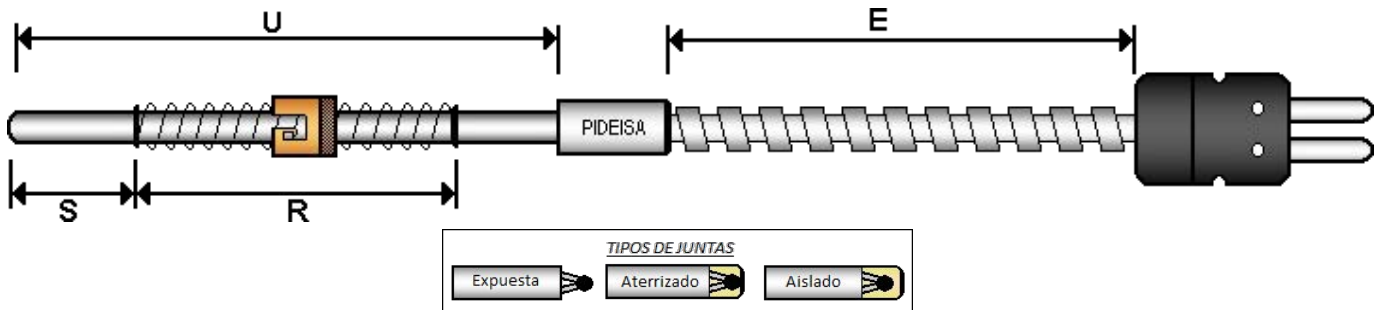 U
E
PIDEISA
S
R
TIPOS DE JUNTAS
Expuesta
Aterrizado
Aislado